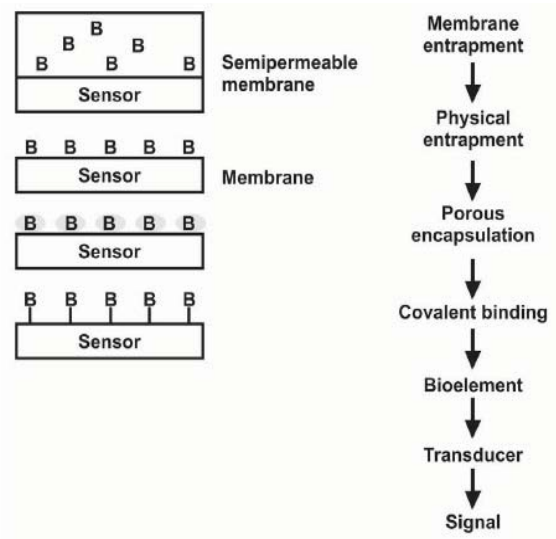 B
B B
B B B
Sensor
Semipermeable
membrane
B B B B B
Sensor
Membrane
B B B B B
Sensor
B B B B B
Sensor
Membrane
entrapment
Physical
entrapment
Porous
encapsulation
Covalent binding
Bioelement
Transducer
Signal